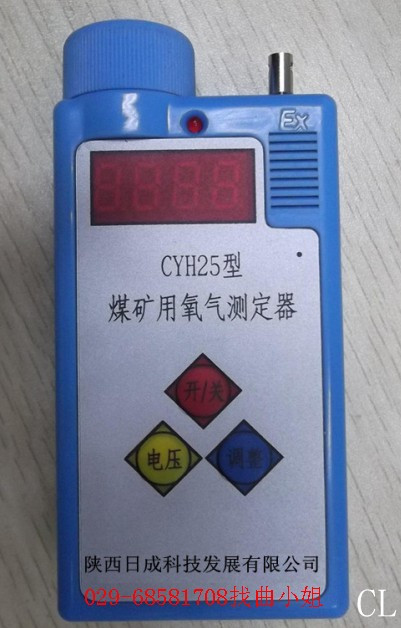 Ex
CYH25型
煤矿用氧气测定器
开/关
电压
调整
陕西日成科技发展有限公司
029-68581708找曲小姐
CL